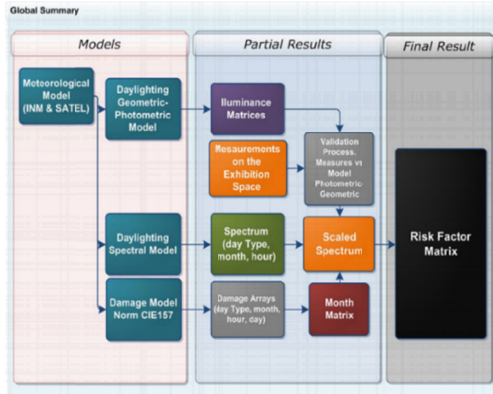 Global Summary
Models
Partial Results
Final Result
Meteorological
Model
(INM & SATEL)
Daylighting
Geometric-
Photometric
Model
Iluminance
Matrices
Mesaurements
on the
Exhibition
Space
Validation
Process.
Measures vs
Model
Photometric-
Geometric
Daylighting
Spectral Model
Spectrum
(day Type,
month, hour)
Scaled
Spectrum
Risk Factor
Matrix
Damage Model
Norm CIE157
Damage Arrays
(day Type, month,
hour, day)
Month
Matrix